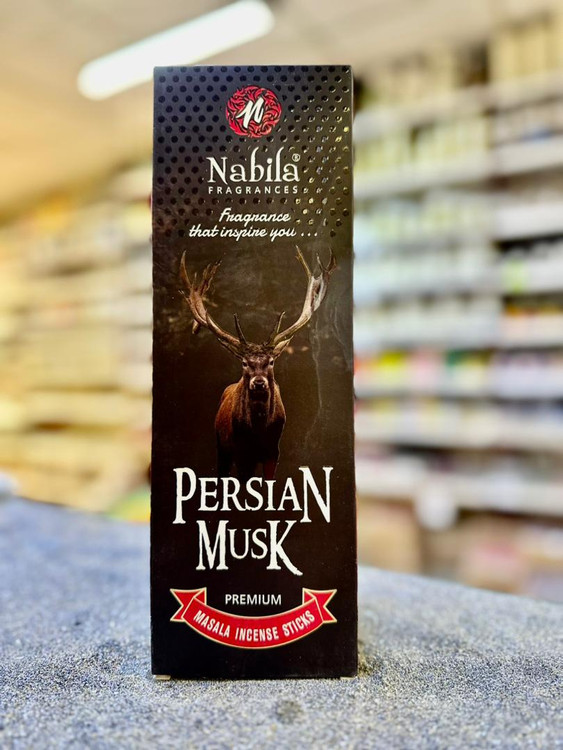 N
Nabila®
FRAGRANCES
Fragrance
that inspire you ...
PERSIAN
MUSK
PREMIUM
MASALA INCENSE STICKS